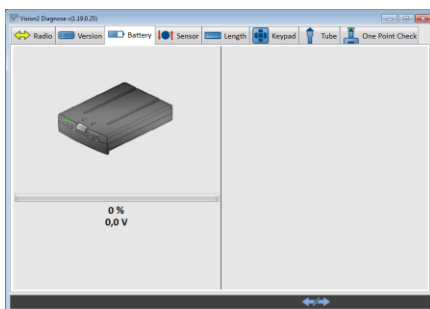 Vision2 Diagnose v(1.19.0.25)
Radio Version Battery Sensor Length Keypad Tube One Point Check
0 %
0,0 V